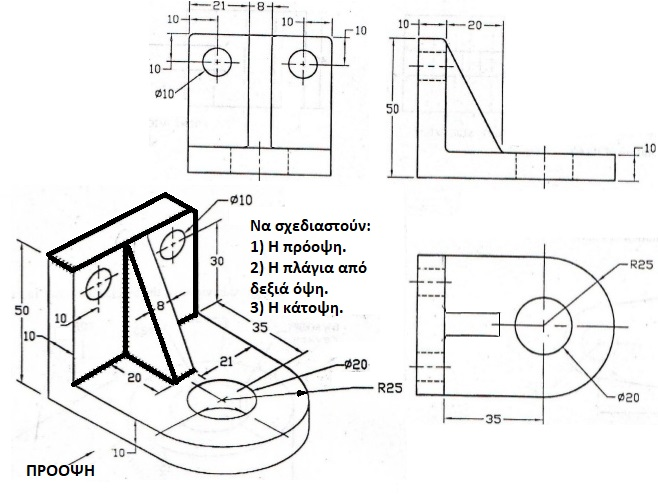 21
8
10
10
10
10
Ø10
10
20
50
10
Ø10
Να σχεδιαστούν:
1) Η πρόοψη.
2) Η πλάγια από
δεξιά όψη.
3) Η κάτοψη.
30
50
10
10
8
35
20
21
Ø20
R25
10
ΠΡΟΟΨΗ
R25
Ø20
35